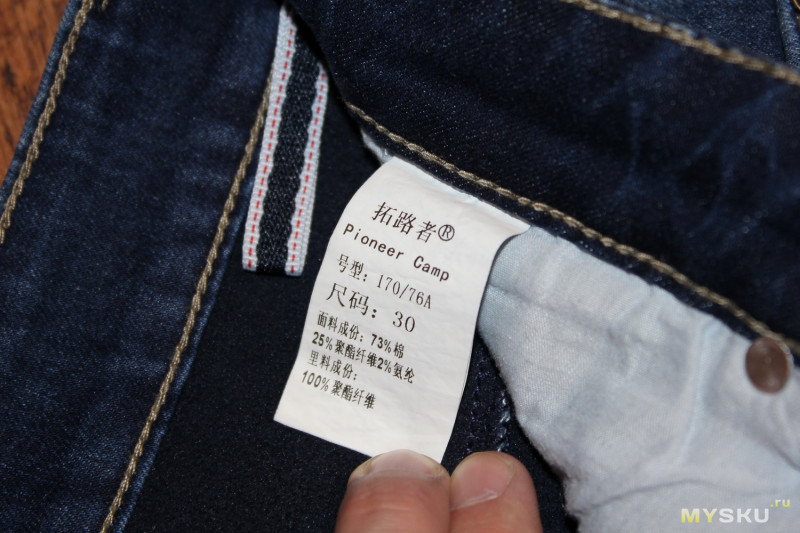 拓路者®
Pioneer Camp
号型: 170/76A
尺码: 30
面料成份: 73%棉
25%聚酯纤维2%氨纶
里料成份:
100%聚酯纤维
MYSKU.ru